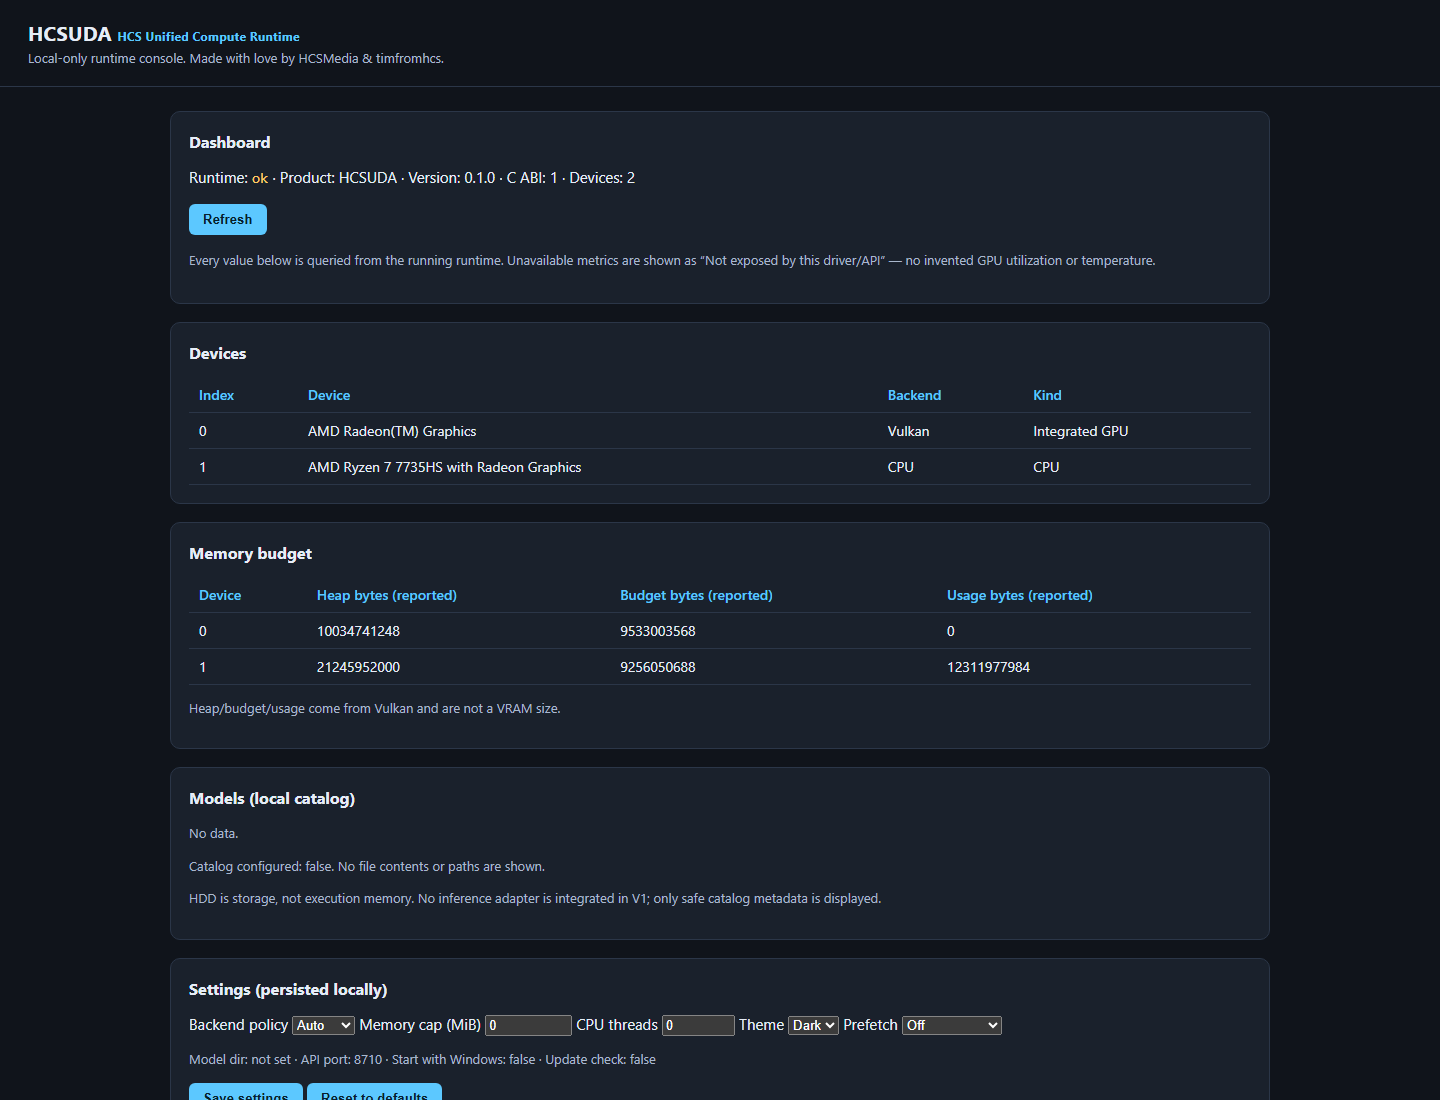 HCSUDA HCS Unified Compute Runtime
Local-only runtime console. Made with love by HCSMedia & timfromhcs.
Dashboard
Runtime: ok · Product: HCSUDA · Version: 0.1.0 · C ABI: 1 · Devices: 2
Refresh
Every value below is queried from the running runtime. Unavailable metrics are shown as “Not exposed by this driver/API” — no invented GPU utilization or temperature.
Devices
Index Device Backend Kind
0 AMD Radeon(TM) Graphics Vulkan Integrated GPU
1 AMD Ryzen 7 7735HS with Radeon Graphics CPU CPU
Memory budget
Device Heap bytes (reported) Budget bytes (reported) Usage bytes (reported)
0 10034741248 9533003568 0
1 21245952000 9256050688 12311977984
Heap/budget/usage come from Vulkan and are not a VRAM size.
Models (local catalog)
No data.
Catalog configured: false. No file contents or paths are shown.
HDD is storage, not execution memory. No inference adapter is integrated in V1; only safe catalog metadata is displayed.
Settings (persisted locally)
Backend policy Auto Memory cap (MiB) 0 CPU threads 0 Theme Dark Prefetch Off
Model dir: not set · API port: 8710 · Start with Windows: false · Update check: false
Save settings Reset to defaults